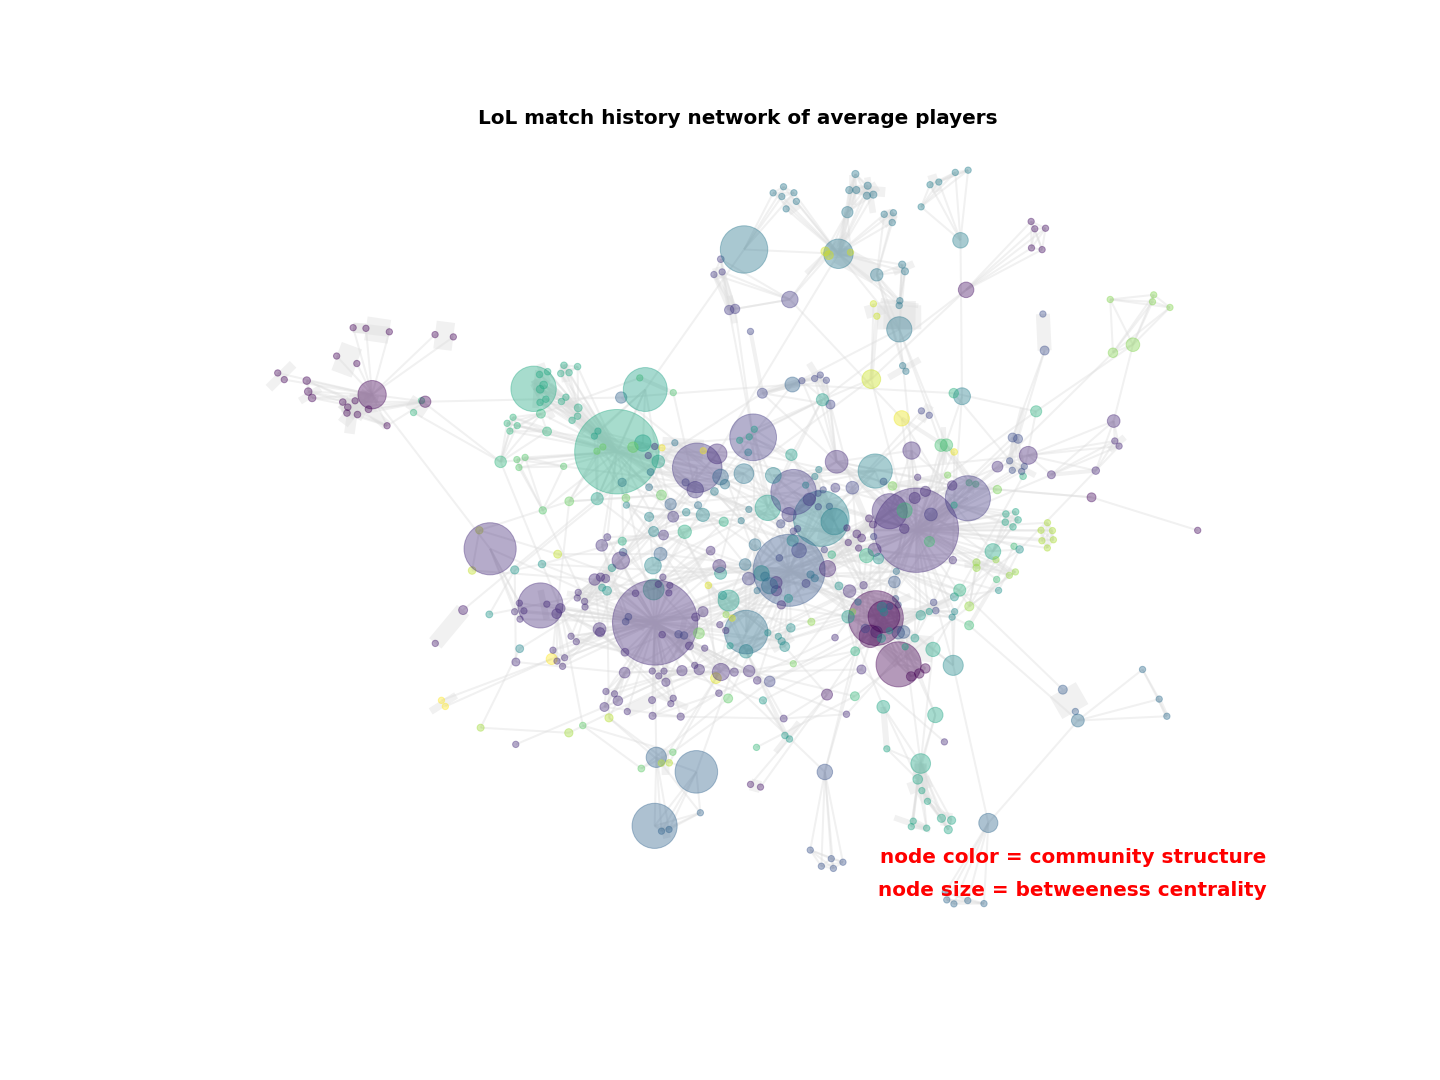 LoL match history network of average players
node color = community structure
node size = betweeness centrality